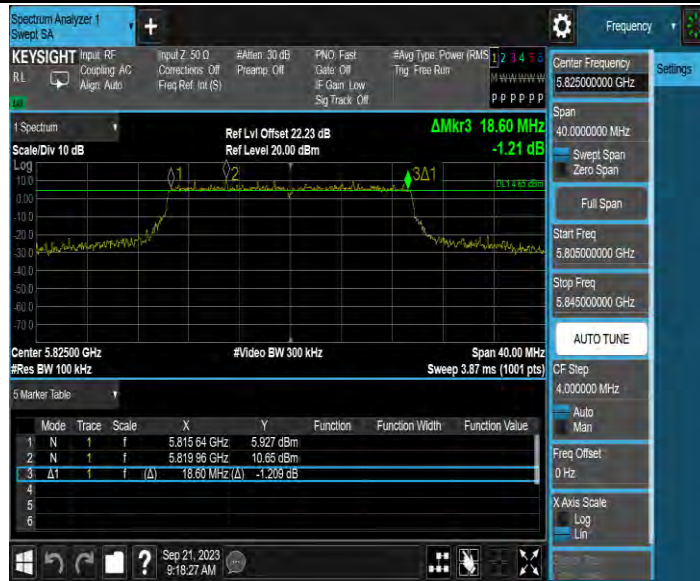 Spectrum Analyzer 1
Swept SA
+
Frequency
KEYSIGHT
RL
Input: RF
Coupling: AC
Align: Auto
Input Z: 50 Ω
Corrections: Off
Freq Ref: Int (S)
#Atten: 30 dB
Preamp: Off
PNO: Fast
Gate: Off
IF Gain: Low
Sig Track: Off
#Avg Type: Power (RMS
Trig: Free Run
1 2 3 4 5 6
M W W W W W
P P P P P P
Center Frequency
5.825000000 GHz
Settings
Span
40.0000000 MHz
Swept Span
Zero Span
Full Span
Start Freq
5.805000000 GHz
Stop Freq
5.845000000 GHz
AUTO TUNE
CF Step
4.000000 MHz
Auto
Man
Freq Offset
0 Hz
X Axis Scale
Log
Lin
1 Spectrum
Scale/Div 10 dB
Ref Lvl Offset 22.23 dB
Ref Level 20.00 dBm
ΔMkr3 18.60 MHz
-1.21 dB
Log
10.0
0.00
-10.0
-20.0
-30.0
-40.0
-50.0
-60.0
-70.0
1
2
3Δ1
DL1 4.65 dBm
Center 5.82500 GHz
#Video BW 300 kHz
Span 40.00 MHz
#Res BW 100 kHz
Sweep 3.87 ms (1001 pts)
5 Marker Table
Mode Trace Scale X Y Function Function Width Function Value
1 N 1 f 5.815 64 GHz 5.927 dBm
2 N 1 f 5.819 96 GHz 10.65 dBm
3 Δ1 1 f (Δ) 18.60 MHz (Δ) -1.209 dB
4
5
6
?
Sep 21, 2023
9:18:27 AM